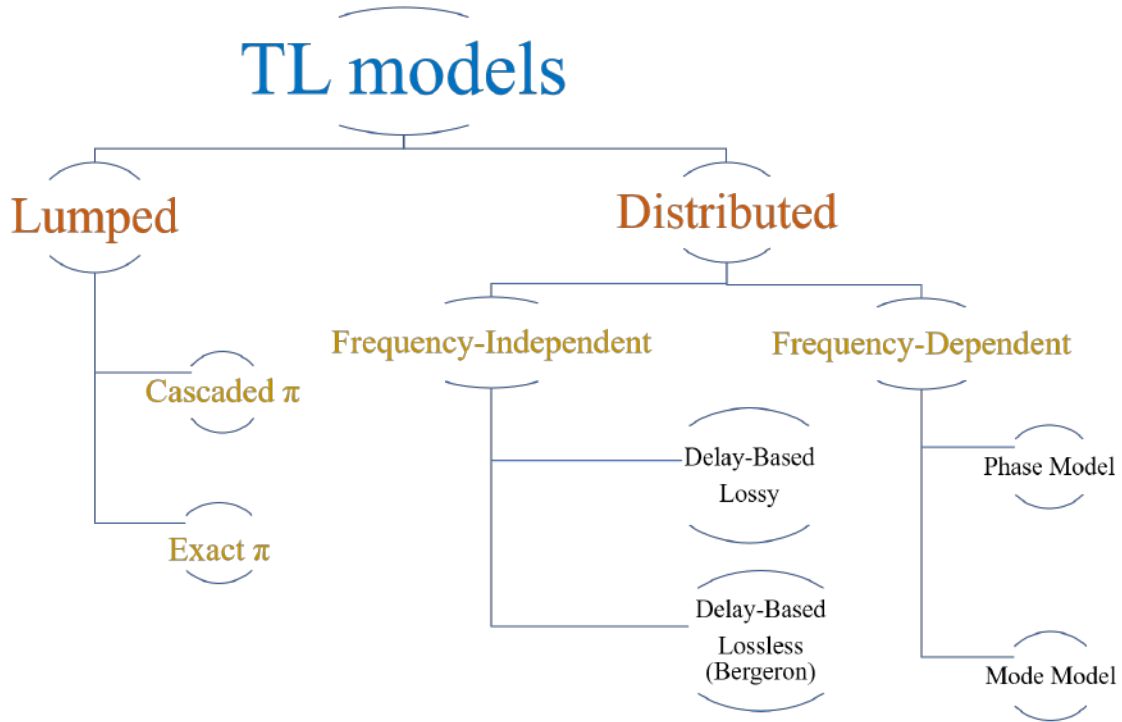 TL models
Lumped
Distributed
Frequency-Independent
Frequency-Dependent
Cascaded π
Exact π
Delay-Based
Lossy
Delay-Based
Lossless
(Bergeron)
Phase Model
Mode Model